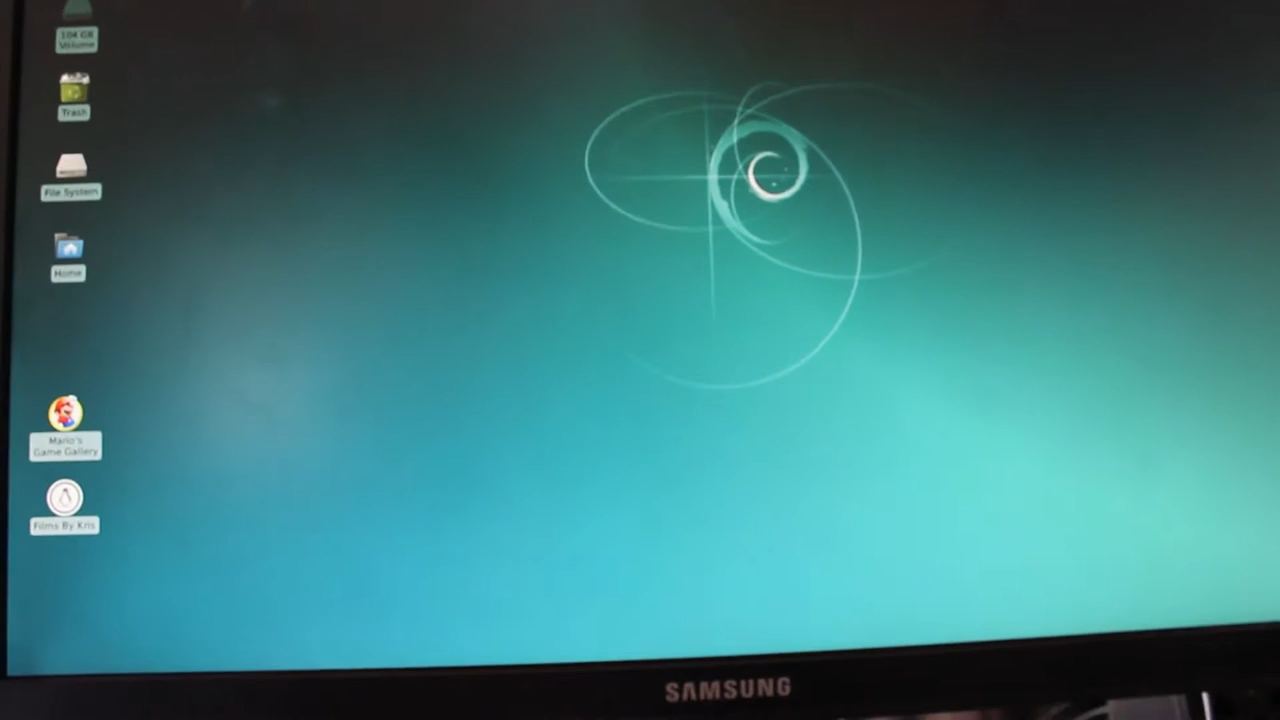 104 GB
Volume
Trash
File System
Home
Mario's
Game Gallery
Films By Kris
SAMSUNG